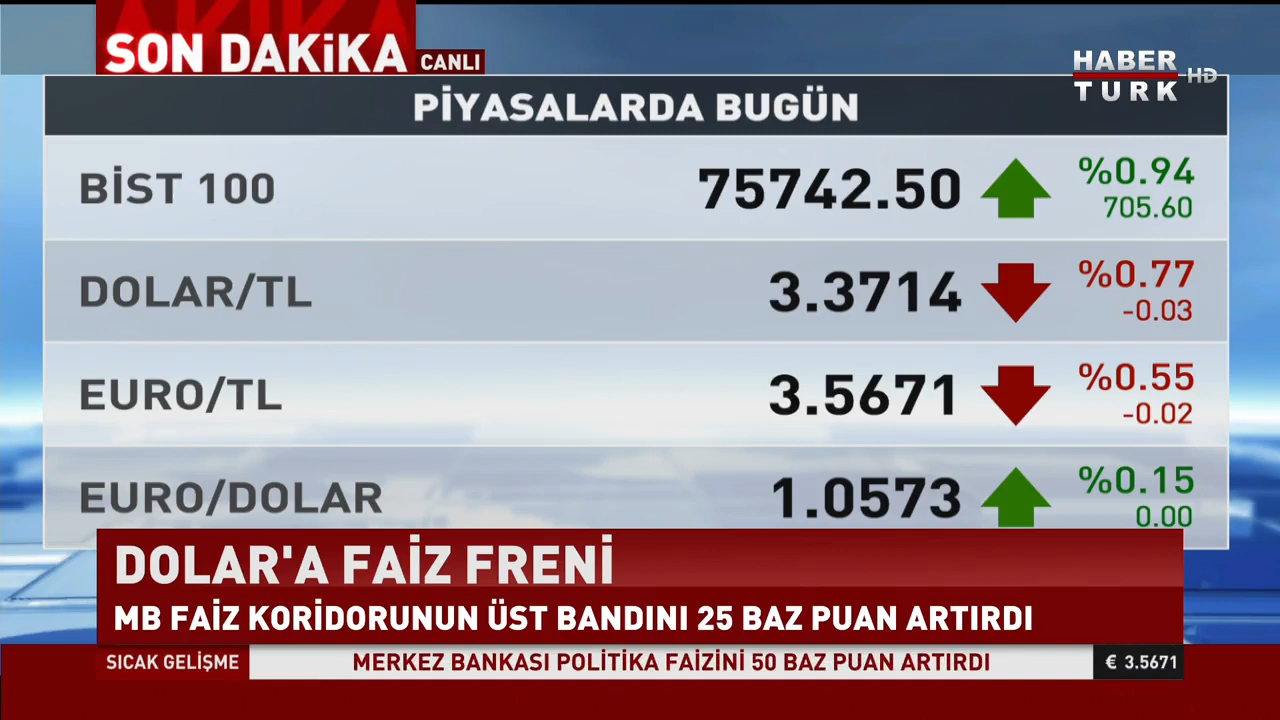 SON DAKİKA CANLI
HABER
TURK HD
PİYASALARDA BUGÜN
BİST 100 75742.50 %0.94
705.60
DOLAR/TL 3.3714 %0.77
-0.03
EURO/TL 3.5671 %0.55
-0.02
EURO/DOLAR 1.0573 %0.15
0.00
DOLAR'A FAİZ FRENİ
MB FAİZ KORİDORUNUN ÜST BANDINI 25 BAZ PUAN ARTIRDI
SICAK GELİŞME MERKEZ BANKASI POLİTİKA FAİZİNİ 50 BAZ PUAN ARTIRDI € 3.5671